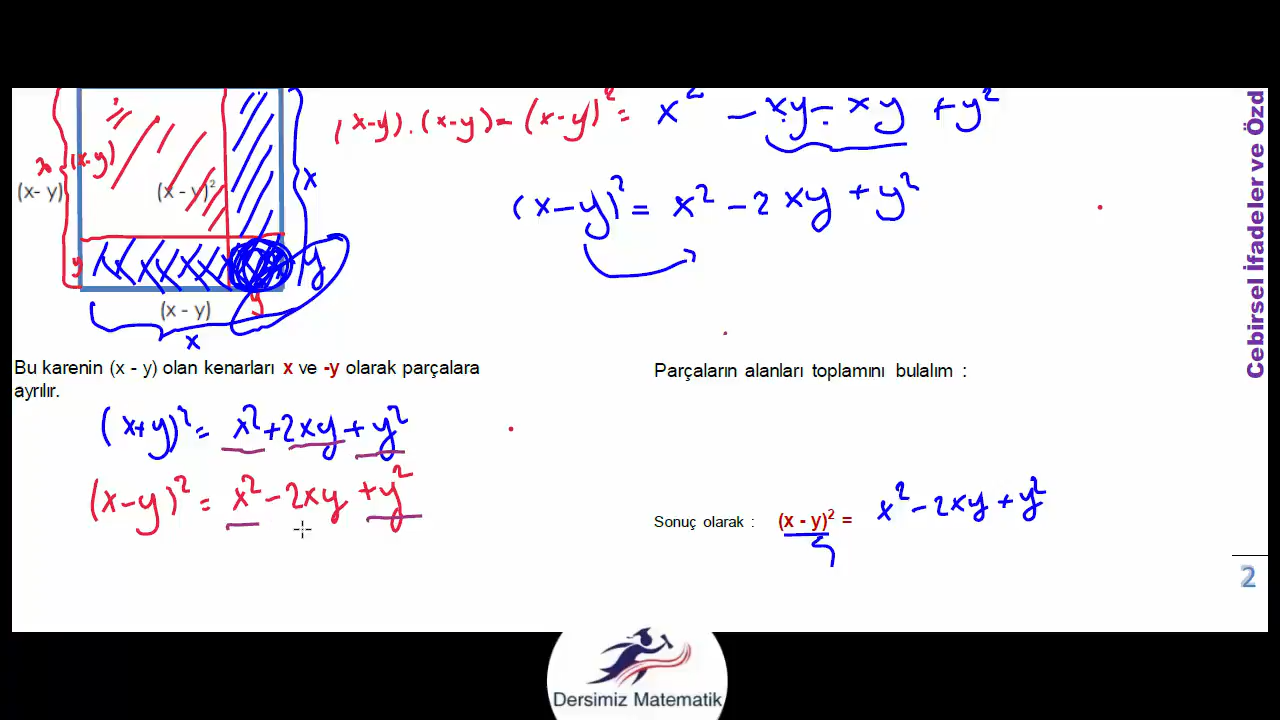 (x-y).(x-y)=(x-y)²= x² -xy-xy +y²
x
(x-y)
(x- y)
(x - y)²
x
(x-y)²= x²-2xy+y²
y
y
y
(x - y)
x
Bu karenin (x - y) olan kenarları x ve -y olarak parçalara
ayrılır.
(x+y)²= x²+2xy+y²
(x-y)²= x²-2xy+y²
Parçaların alanları toplamını bulalım :
Sonuç olarak : (x - y)² = x²-2xy+y²
Cebirsel İfadeler ve Özd
2
Dersimiz Matematik